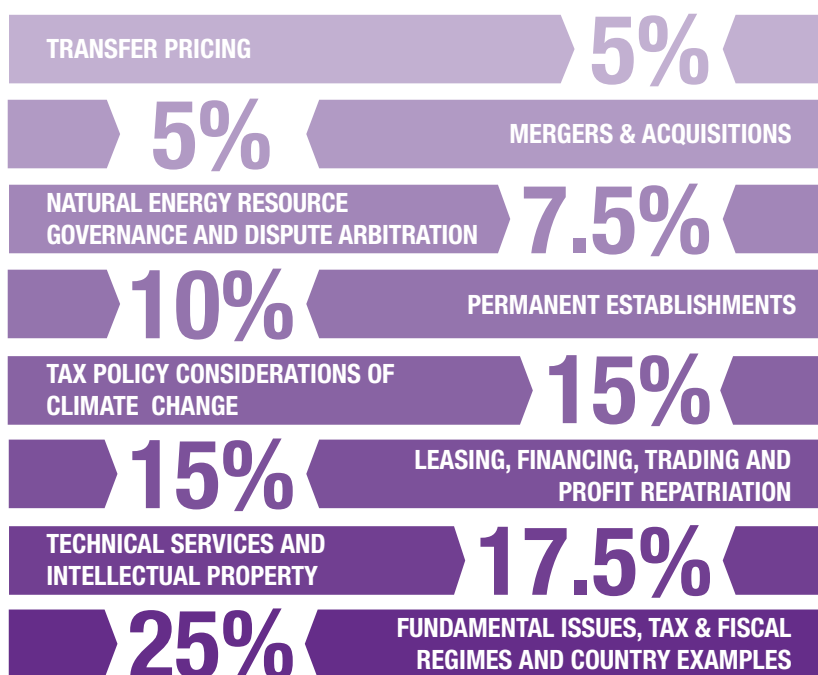 TRANSFER PRICING 5%
5% MERGERS & ACQUISITIONS
NATURAL ENERGY RESOURCE
GOVERNANCE AND DISPUTE ARBITRATION 7.5%
10% PERMANENT ESTABLISHMENTS
TAX POLICY CONSIDERATIONS OF
CLIMATE CHANGE 15%
15% LEASING, FINANCING, TRADING AND
PROFIT REPATRIATION
TECHNICAL SERVICES AND
INTELLECTUAL PROPERTY 17.5%
25% FUNDAMENTAL ISSUES, TAX & FISCAL
REGIMES AND COUNTRY EXAMPLES